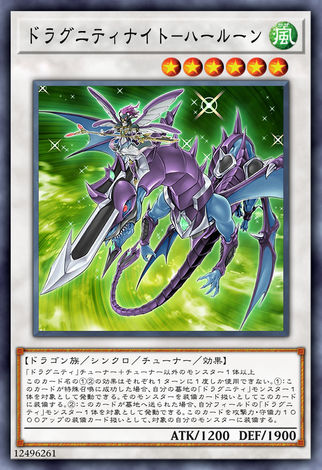 ドラグニティナイト－ハールーン
風
【ドラゴン族／シンクロ／チューナー／効果】
「ドラグニティ」チューナー＋チューナー以外のモンスター１体以上
このカード名の①②の効果はそれぞれ１ターンに１度しか使用できない。①：こ
のカードが特殊召喚に成功した場合、自分の墓地の「ドラグニティ」モンスター１
体を対象として発動できる。そのモンスターを装備カード扱いとしてこのカード
に装備する。②：このカードが墓地へ送られた場合、自分フィールドの「ドラグニテ
ィ」モンスター１体を対象として発動できる。このカードを攻撃力・守備力１０
００アップの装備カード扱いとして、対象の自分のモンスターに装備する。
ATK/1200 DEF/1900
12496261